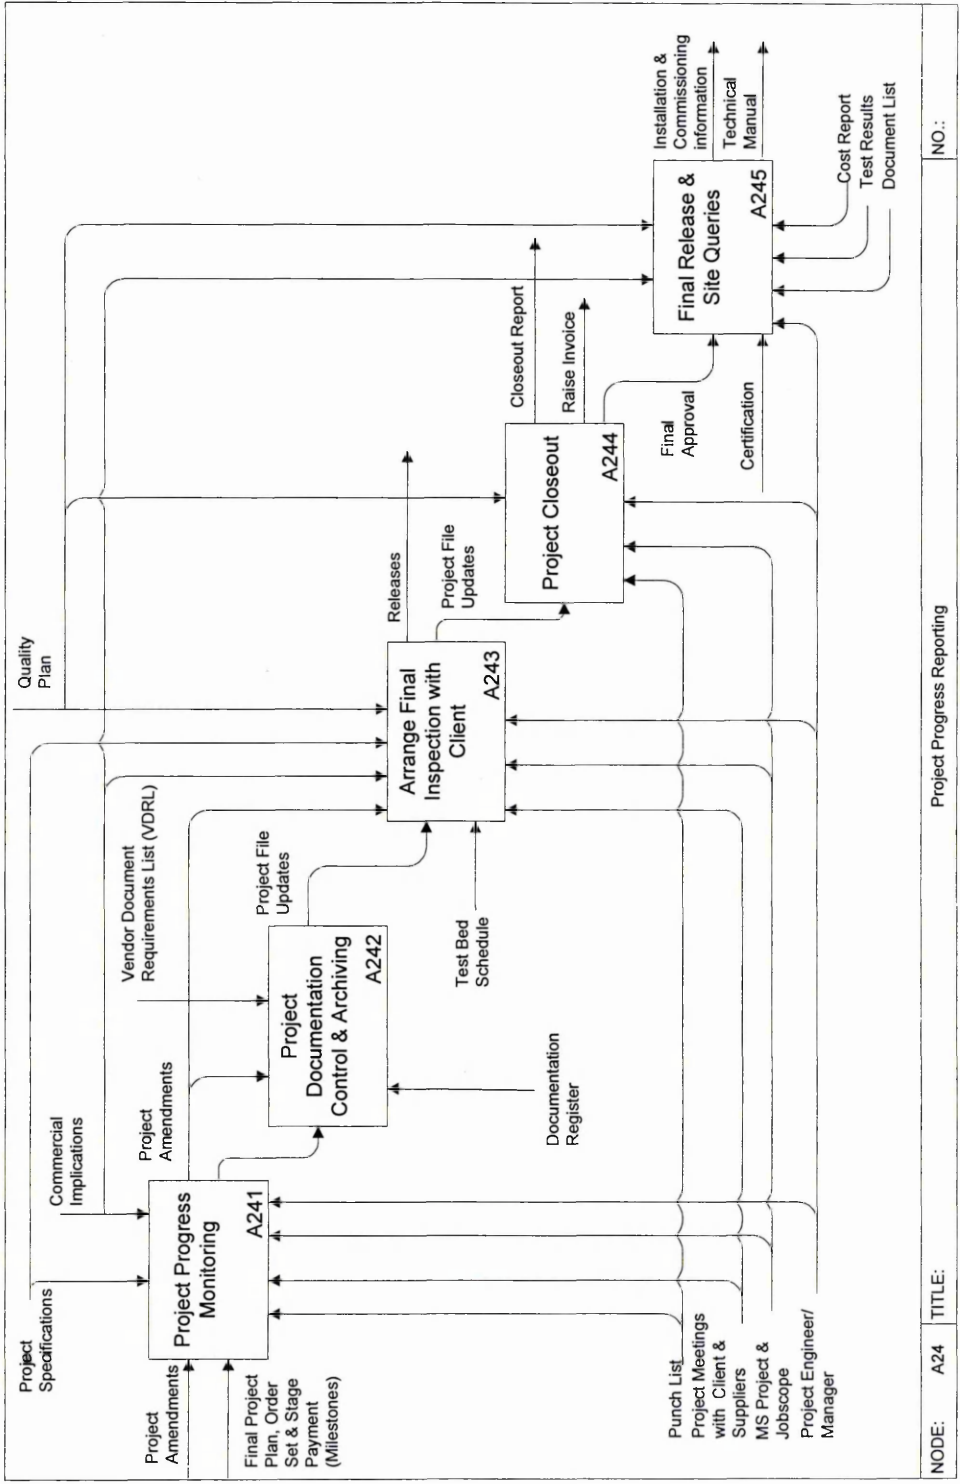 Project
Specifications
Commercial
Implications
Quality
Plan
Project
Amendments
Vendor Document
Requirements List (VDRL)
Project
Amendments
Final Project
Plan, Order
Set & Stage
Payment
(Milestones)
Project Progress
Monitoring
A241
Project
Documentation
Control & Archiving
A242
Project File
Updates
Documentation
Register
Test Bed
Schedule
Arrange Final
Inspection with
Client
A243
Releases
Project File
Updates
Project Closeout
A244
Closeout Report
Raise Invoice
Final
Approval
Certification
Final Release &
Site Queries
A245
Installation &
Commissioning
information
Technical
Manual
Cost Report
Test Results
Document List
Punch List
Project Meetings
with Client &
Suppliers
MS Project &
Jobscope
Project Engineer/
Manager
NODE: A24 TITLE: Project Progress Reporting NO.: